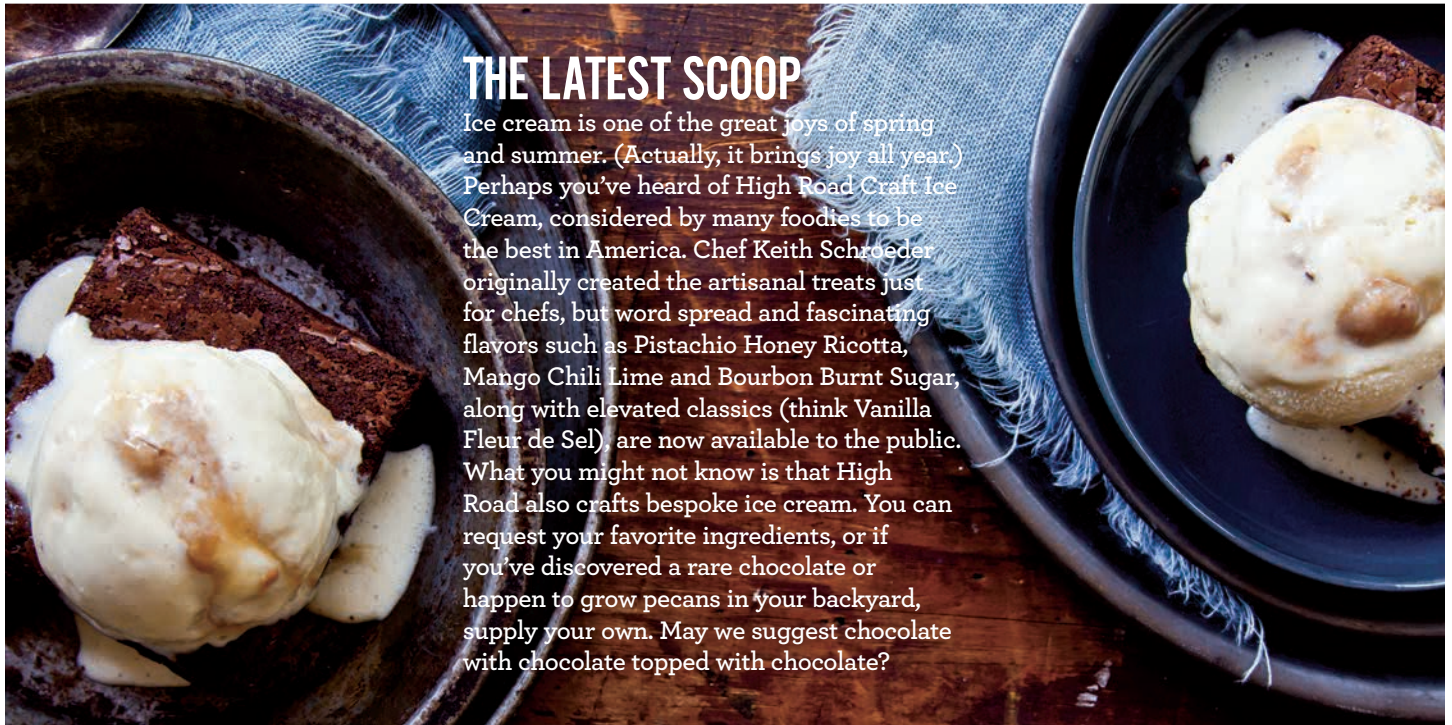 THE LATEST SCOOP
Ice cream is one of the great joys of spring
and summer. (Actually, it brings joy all year.)
Perhaps you’ve heard of High Road Craft Ice
Cream, considered by many foodies to be
the best in America. Chef Keith Schroeder
originally created the artisanal treats just
for chefs, but word spread and fascinating
flavors such as Pistachio Honey Ricotta,
Mango Chili Lime and Bourbon Burnt Sugar,
along with elevated classics (think Vanilla
Fleur de Sel), are now available to the public.
What you might not know is that High
Road also crafts bespoke ice cream. You can
request your favorite ingredients, or if
you’ve discovered a rare chocolate or
happen to grow pecans in your backyard,
supply your own. May we suggest chocolate
with chocolate topped with chocolate?